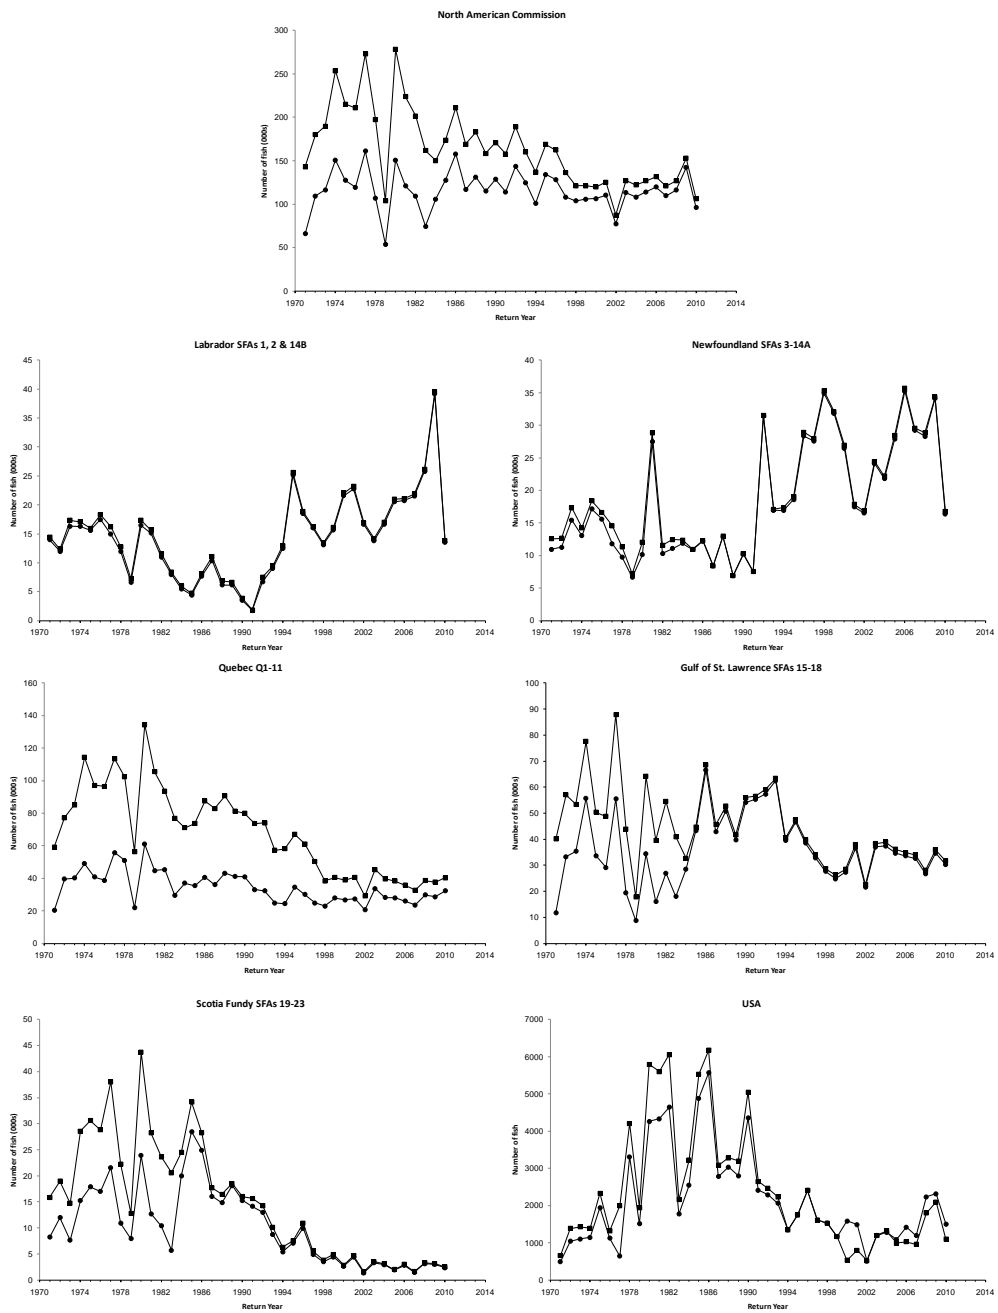 North American Commission
300
250
200
150
100
50
0
Number of fish (000s)
1970 1974 1978 1982 1986 1990 1994 1998 2002 2006 2010 2014
Return Year
Labrador SFAs 1, 2 & 14B
45
40
35
30
25
20
15
10
5
0
Number of fish (000s)
1970 1974 1978 1982 1986 1990 1994 1998 2002 2006 2010 2014
Return Year
Newfoundland SFAs 3-14A
40
35
30
25
20
15
10
5
0
Number of fish (000s)
1970 1974 1978 1982 1986 1990 1994 1998 2002 2006 2010 2014
Return Year
Quebec Q1-11
160
140
120
100
80
60
40
20
0
Number of fish (000s)
1970 1974 1978 1982 1986 1990 1994 1998 2002 2006 2010 2014
Return Year
Gulf of St. Lawrence SFAs 15-18
100
90
80
70
60
50
40
30
20
10
0
Number of fish (000s)
1970 1974 1978 1982 1986 1990 1994 1998 2002 2006 2010 2014
Return Year
Scotia Fundy SFAs 19-23
50
45
40
35
30
25
20
15
10
5
0
Number of fish (000s)
1970 1974 1978 1982 1986 1990 1994 1998 2002 2006 2010 2014
Return Year
USA
7000
6000
5000
4000
3000
2000
1000
0
Number of fish
1970 1974 1978 1982 1986 1990 1994 1998 2002 2006 2010 2014
Return Year